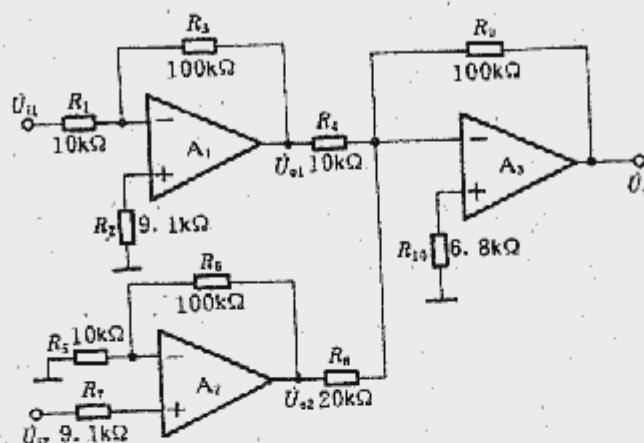 R₃
100kΩ
R₉
100kΩ
U̇i1
R₁
10kΩ
A₁
U̇o1
R₄
10kΩ
A₃
R₂
9.1kΩ
R₁₀
6.8kΩ
R₆
100kΩ
R₅
10kΩ
A₂
R₇
9.1kΩ
U̇i2
U̇o2
R₈
20kΩ